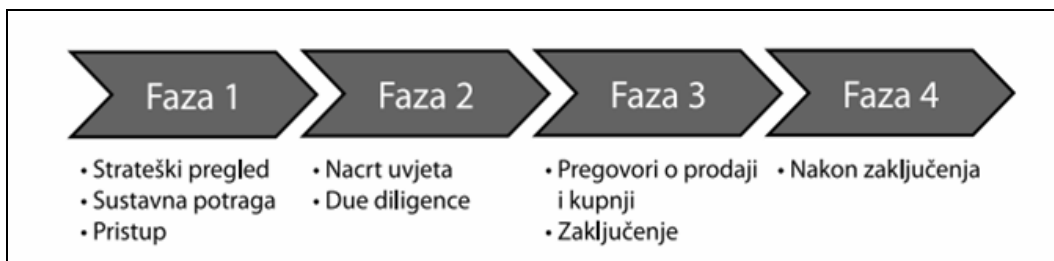 Faza 1
• Strateški pregled
• Sustavna potraga
• Pristup
Faza 2
• Nacrt uvjeta
• Due diligence
Faza 3
• Pregovori o prodaji
i kupnji
• Zaključenje
Faza 4
• Nakon zaključenja